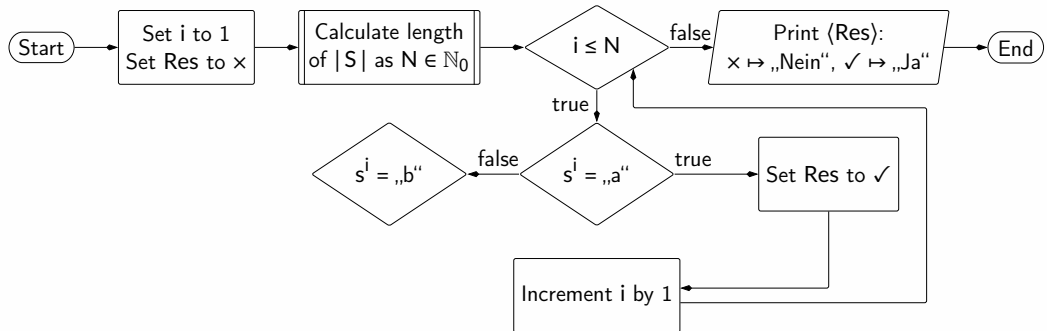 Start
Set i to 1
Set Res to ×
Calculate length
of |S| as N ∈ ℕ₀
i ≤ N
false
Print ⟨Res⟩:
× ↦ „Nein“, ✓ ↦ „Ja“
End
true
sⁱ = „b“
false
sⁱ = „a“
true
Set Res to ✓
Increment i by 1